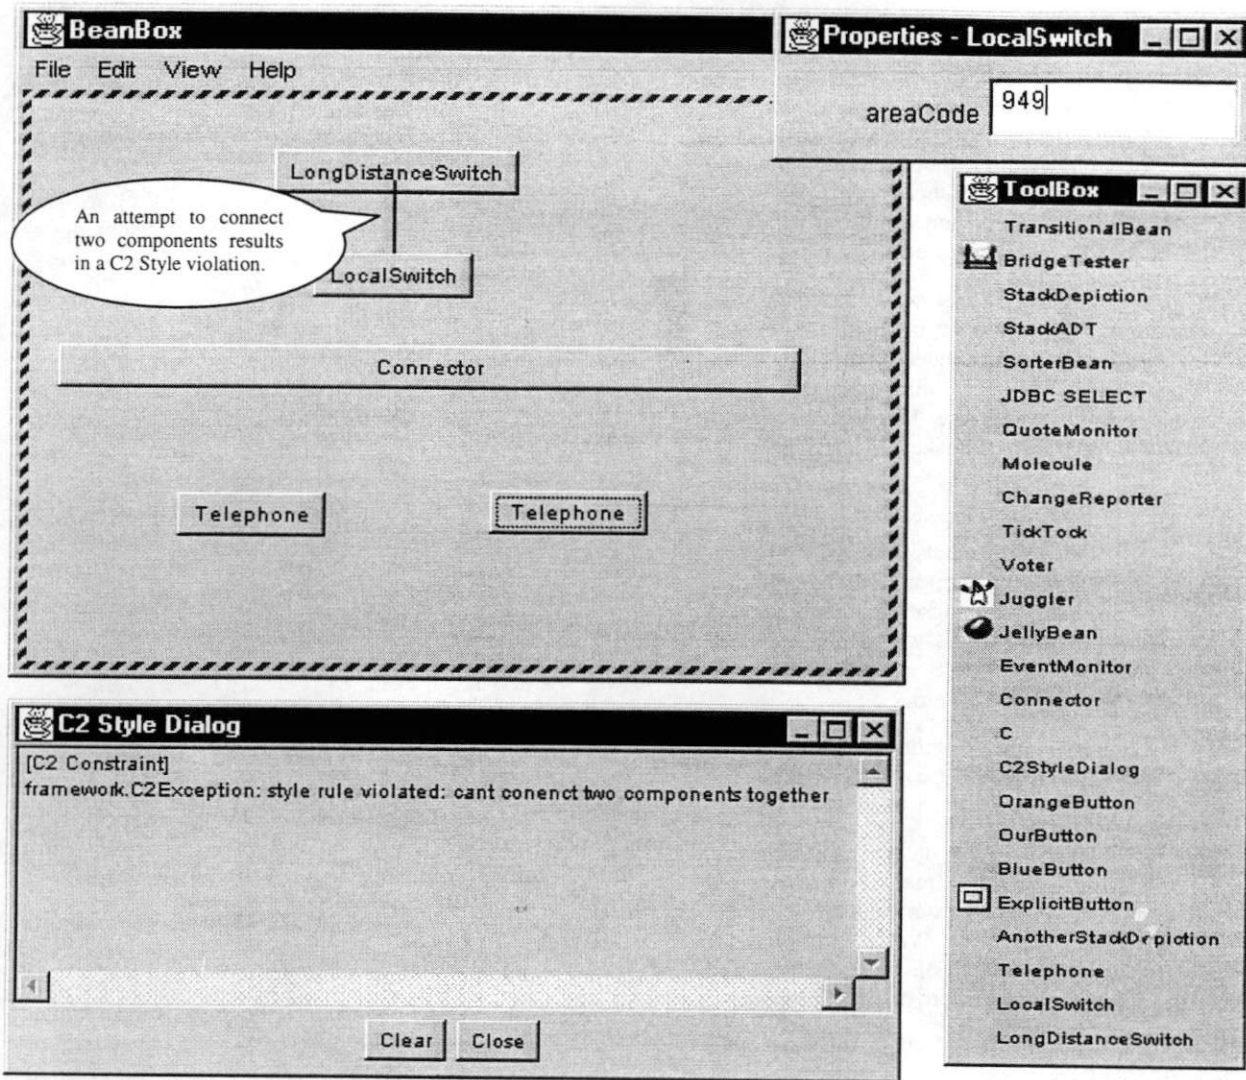 BeanBox
File Edit View Help
LongDistanceSwitch
An attempt to connect
two components results
in a C2 Style violation.
LocalSwitch
Connector
Telephone
Telephone
Properties - LocalSwitch
areaCode 949
ToolBox
TransitionalBean
BridgeTester
StackDepiction
StackADT
SorterBean
JDBC SELECT
QuoteMonitor
Molecule
ChangeReporter
TickTock
Voter
Juggler
JellyBean
EventMonitor
Connector
C
C2StyleDialog
OrangeButton
OurButton
BlueButton
ExplicitButton
AnotherStackDepiction
Telephone
LocalSwitch
LongDistanceSwitch
C2 Style Dialog
[C2 Constraint]
framework.C2Exception: style rule violated: cant conenct two components together
Clear Close